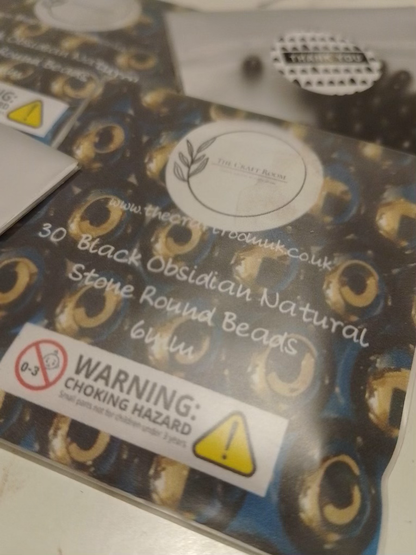 THANK YOU
THE CRAFT ROOM
www.thecraftroomuk.co.uk
30 Black Obsidian Natural
Stone Round Beads
6mm
0-3
WARNING:
CHOKING HAZARD
Small parts not for children under 3 years